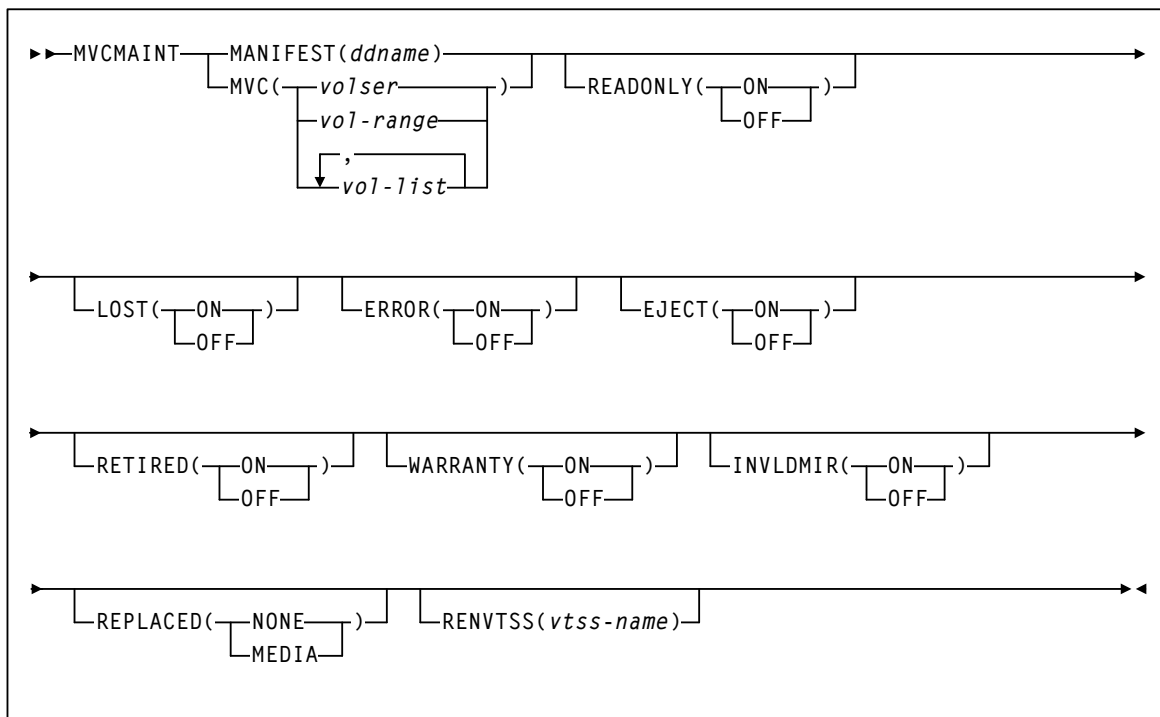 MVCMAINT MANIFEST(ddname)
MVC( volser ) READONLY( ON )
vol-range OFF
,
vol-list
LOST( ON ) ERROR( ON ) EJECT( ON )
OFF OFF OFF
RETIRED( ON ) WARRANTY( ON ) INVLDMIR( ON )
OFF OFF OFF
REPLACED( NONE ) RENVTSS(vtss-name)
MEDIA